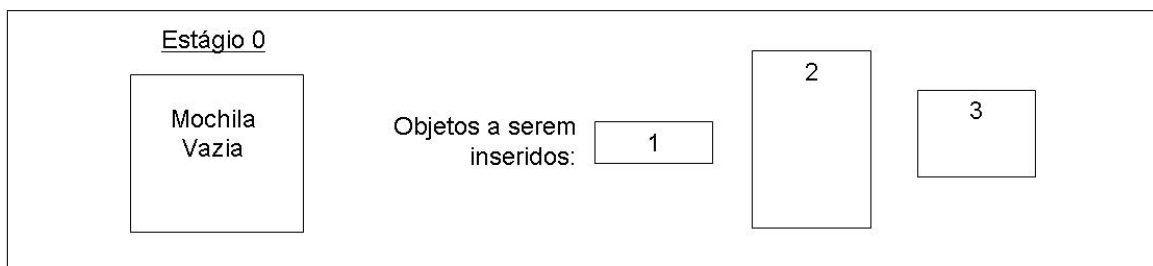 Estágio 0
Mochila
Vazia
Objetos a serem
inseridos:
1
2
3